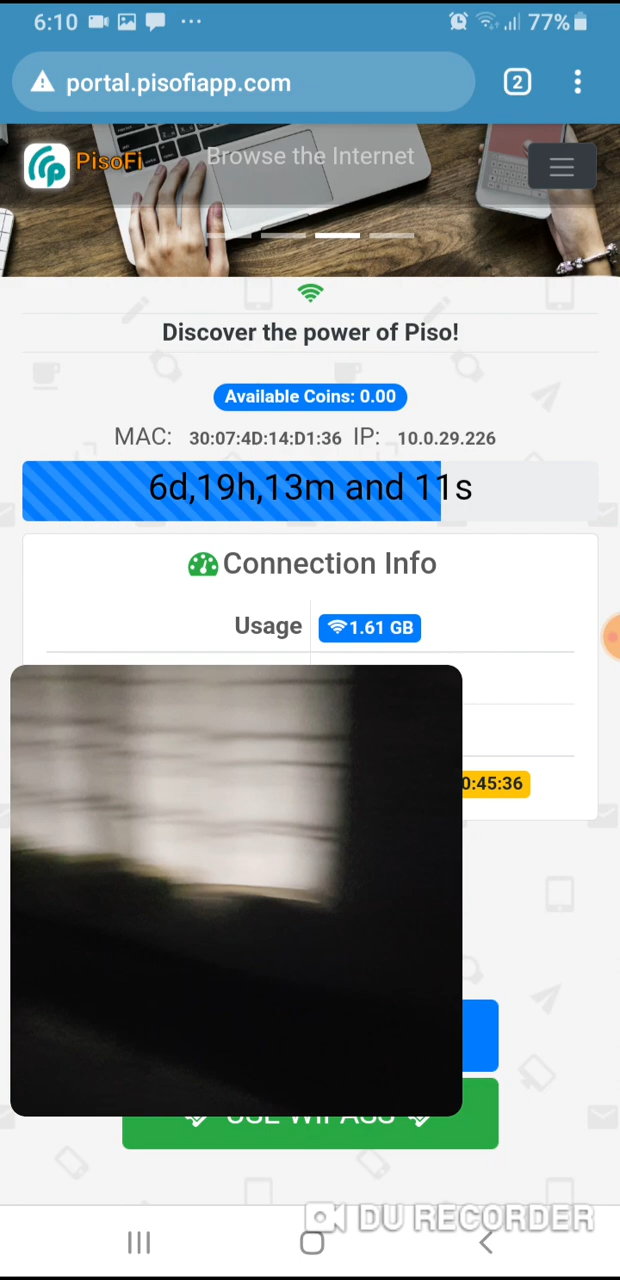 6:10 77%
portal.pisofiapp.com 2
PisoFi Browse the Internet
Discover the power of Piso!
Available Coins: 0.00
MAC: 30:07:4D:14:D1:36 IP: 10.0.29.226
6d,19h,13m and 11s
Connection Info
Usage 1.61 GB
0:45:36
USE WIPASS
DU RECORDER